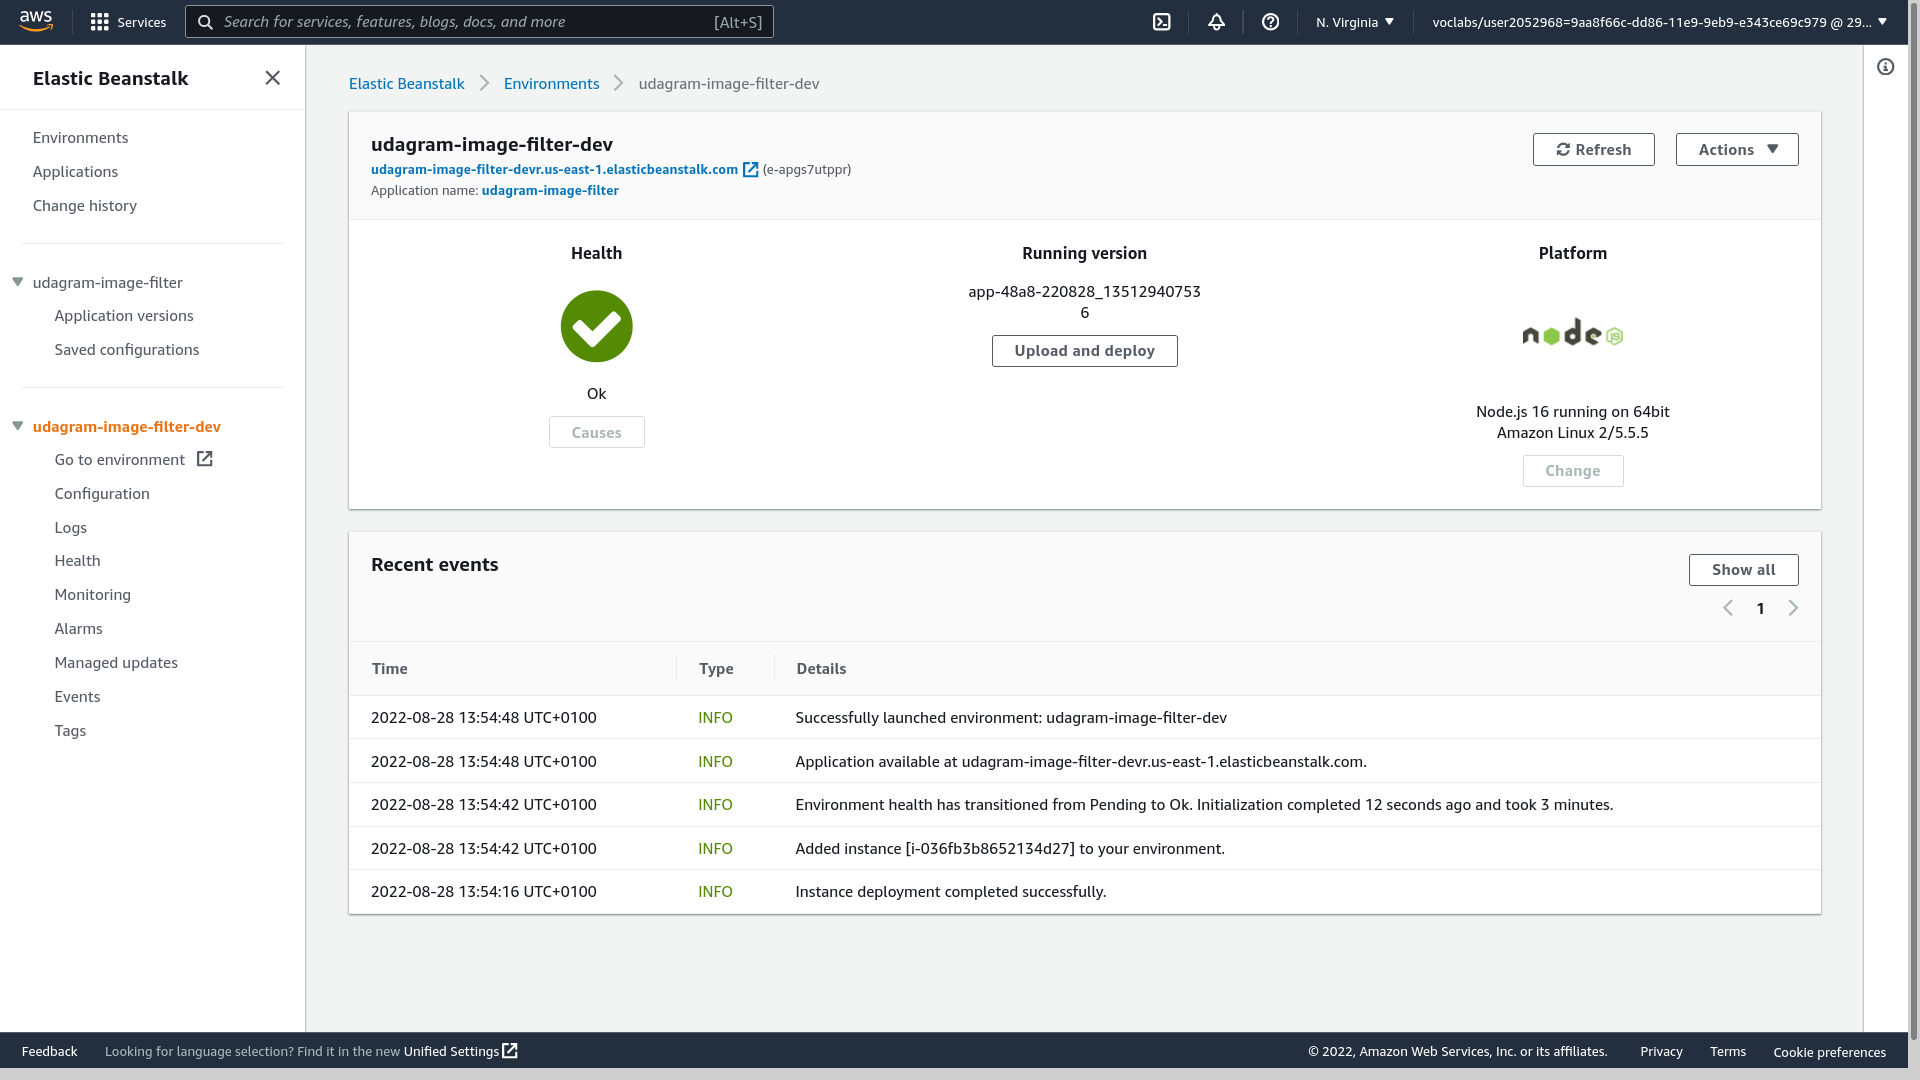 aws
Services
Search for services, features, blogs, docs, and more [Alt+S]
N. Virginia
voclabs/user2052968=9aa8f66c-dd86-11e9-9eb9-e343ce69c979 @ 29...
Elastic Beanstalk
Environments
Applications
Change history
udagram-image-filter
Application versions
Saved configurations
udagram-image-filter-dev
Go to environment
Configuration
Logs
Health
Monitoring
Alarms
Managed updates
Events
Tags
Elastic Beanstalk Environments udagram-image-filter-dev
udagram-image-filter-dev
udagram-image-filter-devr.us-east-1.elasticbeanstalk.com (e-apgs7utppr)
Application name: udagram-image-filter
Refresh
Actions
Health
Ok
Causes
Running version
app-48a8-220828_13512940753
6
Upload and deploy
Platform
node JS
Node.js 16 running on 64bit
Amazon Linux 2/5.5.5
Change
Recent events
Show all
1
Time Type Details
2022-08-28 13:54:48 UTC+0100 INFO Successfully launched environment: udagram-image-filter-dev
2022-08-28 13:54:48 UTC+0100 INFO Application available at udagram-image-filter-devr.us-east-1.elasticbeanstalk.com.
2022-08-28 13:54:42 UTC+0100 INFO Environment health has transitioned from Pending to Ok. Initialization completed 12 seconds ago and took 3 minutes.
2022-08-28 13:54:42 UTC+0100 INFO Added instance [i-036fb3b8652134d27] to your environment.
2022-08-28 13:54:16 UTC+0100 INFO Instance deployment completed successfully.
Feedback
Looking for language selection? Find it in the new Unified Settings
© 2022, Amazon Web Services, Inc. or its affiliates.
Privacy
Terms
Cookie preferences